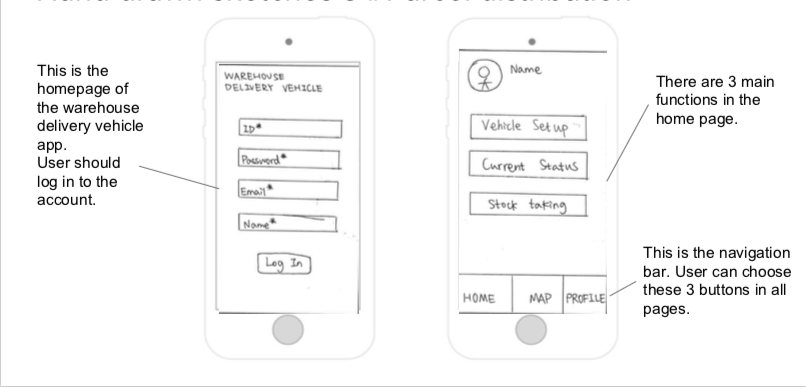 This is the
homepage of
the warehouse
delivery vehicle
app.
User should
log in to the
account.
WAREHOUSE
DELIVERY VEHICLE
ID*
Password*
Email*
Name*
Log In
Name
Vehicle Setup
Current Status
Stock taking
HOME
MAP
PROFILE
There are 3 main
functions in the
home page.
This is the navigation
bar. User can choose
these 3 buttons in all
pages.